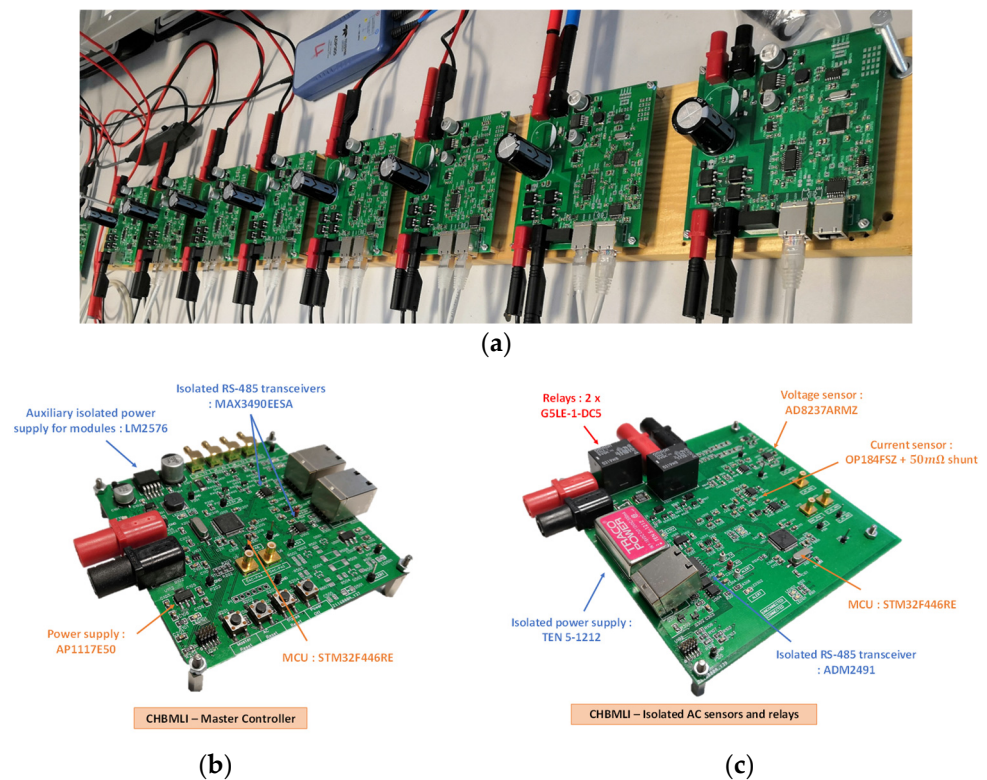 (a)
Isolated RS-485 transceivers
: MAX3490EESA
Auxiliary isolated power
supply for modules : LM2576
Power supply :
AP1117E50
MCU : STM32F446RE
CHBMLI – Master Controller
(b)
Relays : 2 x
G5LE-1-DC5
Voltage sensor :
AD8237ARMZ
Current sensor :
OP184FSZ + 50mΩ shunt
TRACO
POWER
MCU : STM32F446RE
Isolated power supply :
TEN 5-1212
Isolated RS-485 transceiver
: ADM2491
CHBMLI – Isolated AC sensors and relays
(c)